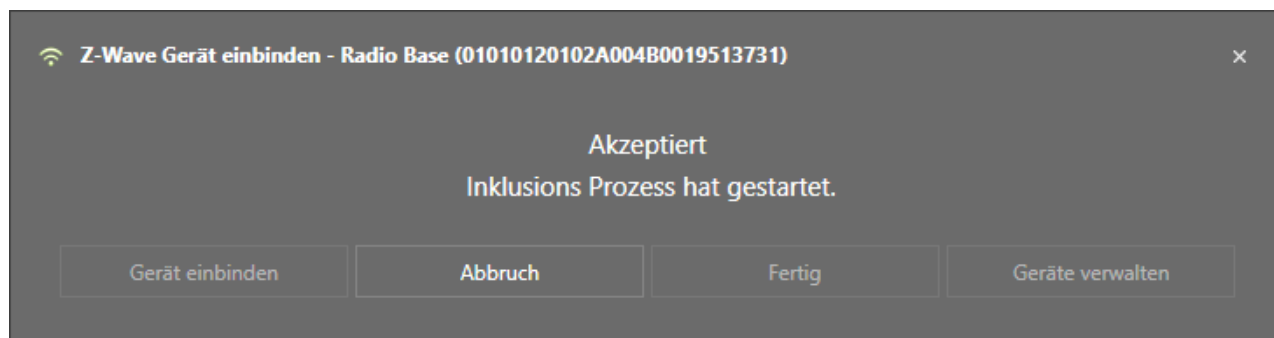 Z-Wave Gerät einbinden - Radio Base (01010120102A004B0019513731)
Akzeptiert
Inklusions Prozess hat gestartet.
Gerät einbinden Abbruch Fertig Geräte verwalten